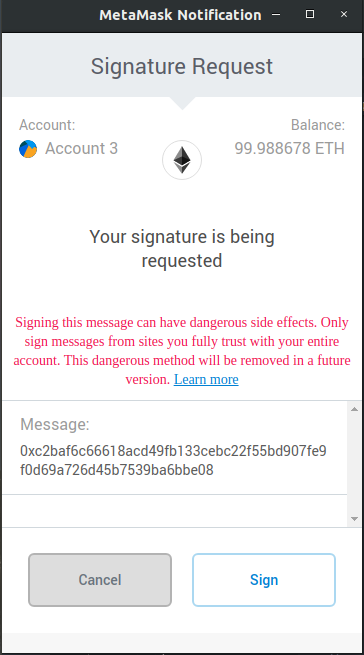 MetaMask Notification
Signature Request
Account:
Balance:
Account 3
99.988678 ETH
Your signature is being
requested
Signing this message can have dangerous side effects. Only
sign messages from sites you fully trust with your entire
account. This dangerous method will be removed in a future
version. Learn more
Message:
0xc2baf6c66618acd49fb133cebc22f55bd907fe9
f0d69a726d45b7539ba6bbe08
Cancel
Sign